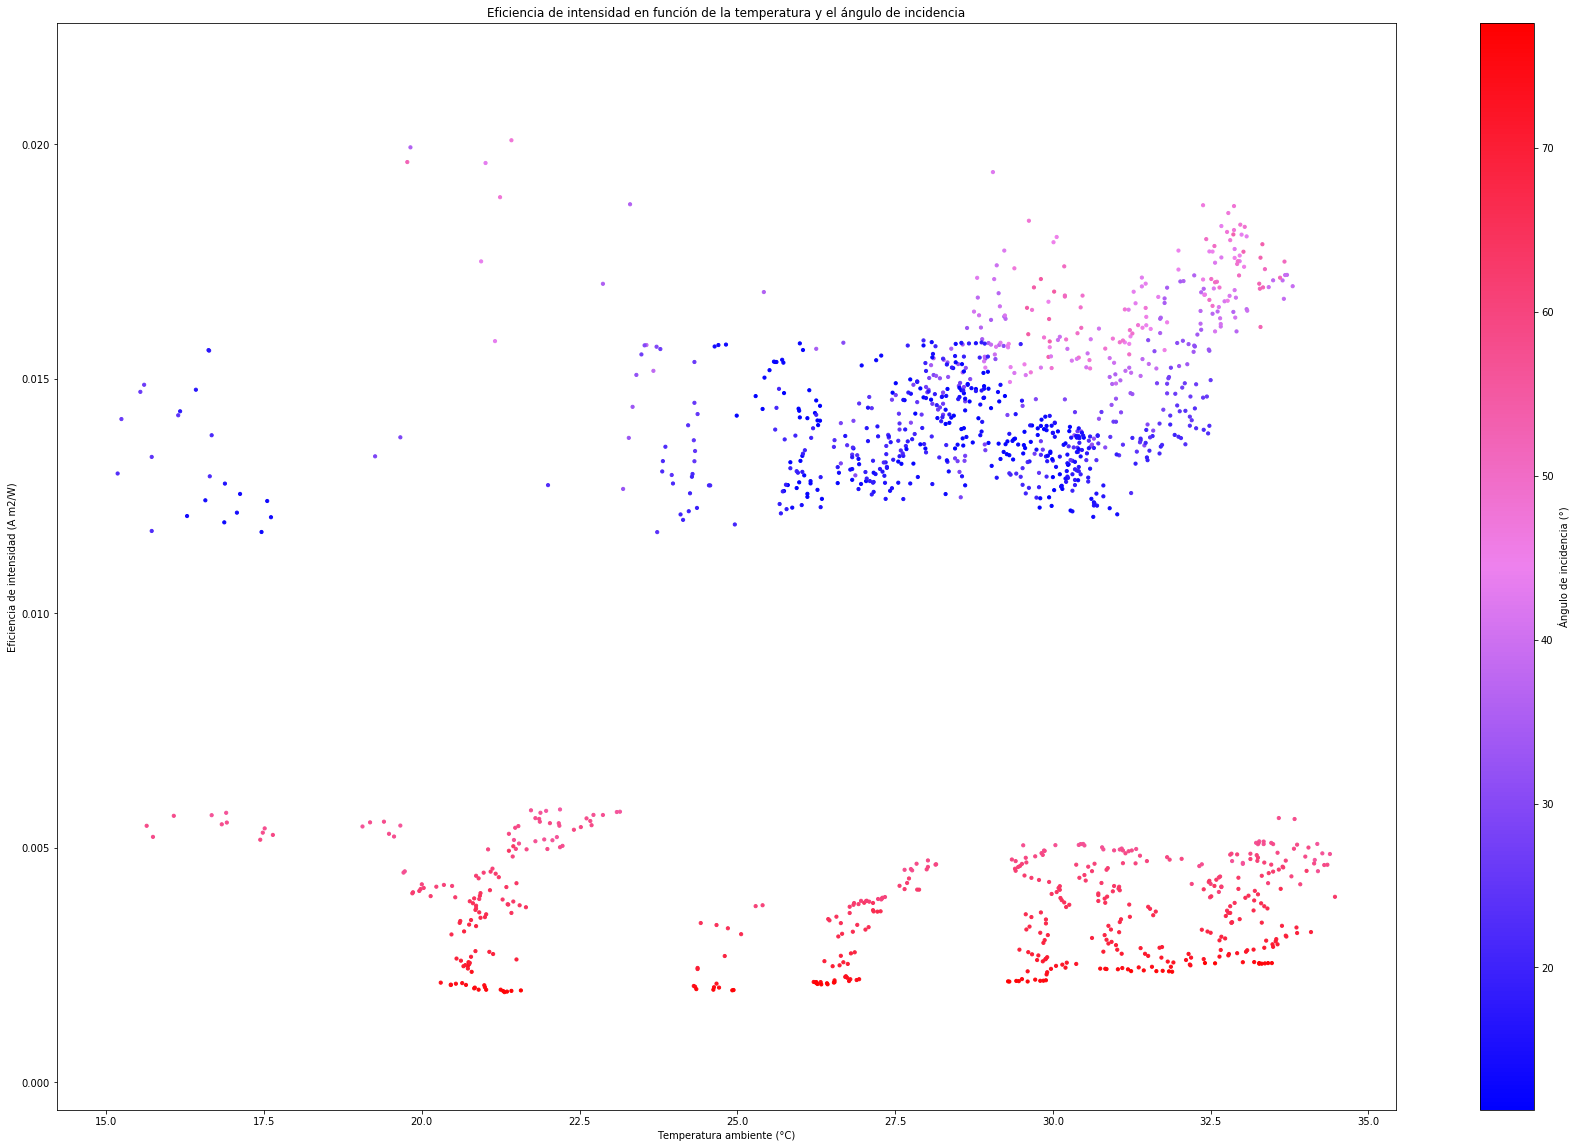 Eficiencia de intensidad en función de la temperatura y el ángulo de incidencia
Eficiencia de intensidad (A m2/W)
0.020
0.015
0.010
0.005
0.000
15.0 17.5 20.0 22.5 25.0 27.5 30.0 32.5 35.0
Temperatura ambiente (°C)
70
60
50
40
30
20
Ángulo de incidencia (°)